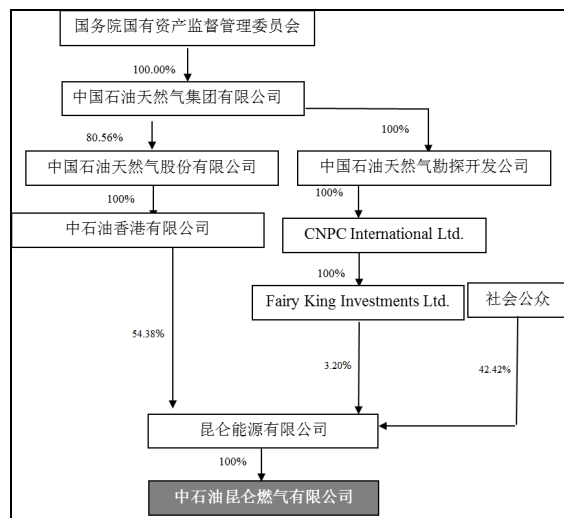 国务院国有资产监督管理委员会
100.00%
中国石油天然气集团有限公司
80.56%
100%
中国石油天然气股份有限公司
中国石油天然气勘探开发公司
100%
100%
中石油香港有限公司
CNPC International Ltd.
100%
Fairy King Investments Ltd.
社会公众
54.38%
3.20%
42.42%
昆仑能源有限公司
100%
中石油昆仑燃气有限公司